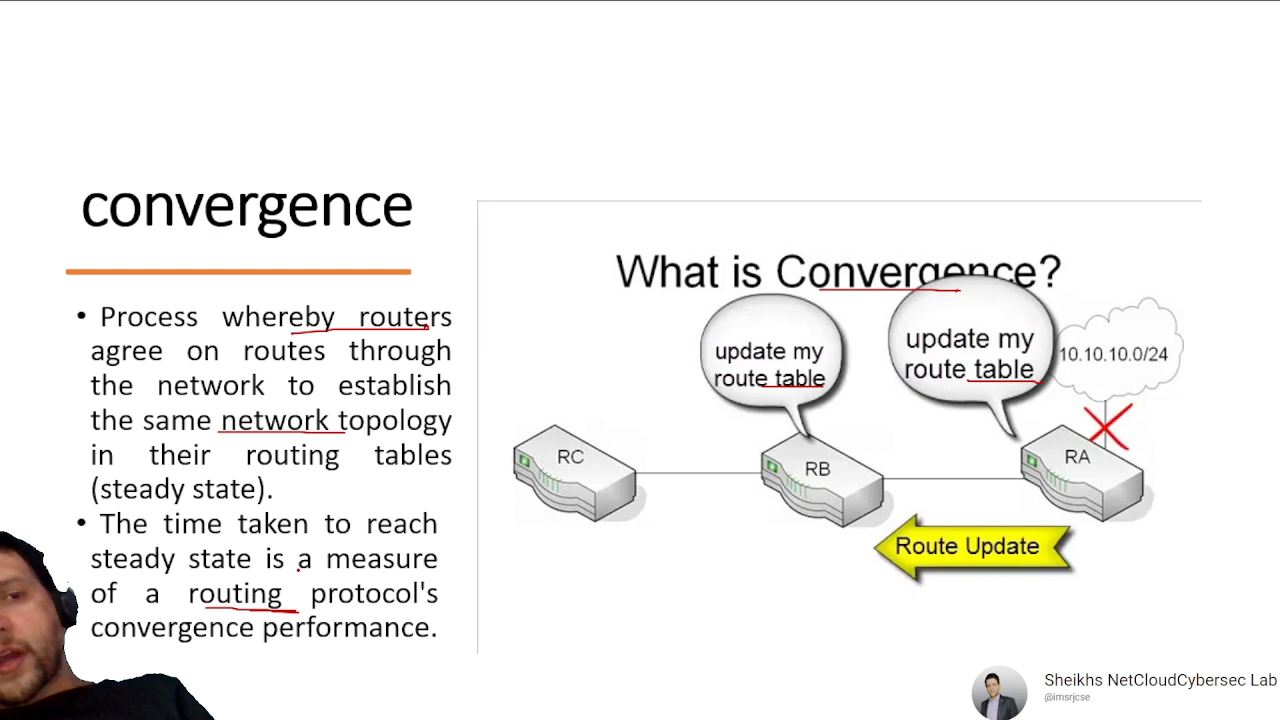 convergence
• Process whereby routers
agree on routes through
the network to establish
the same network topology
in their routing tables
(steady state).
• The time taken to reach
steady state is a measure
of a routing protocol's
convergence performance.
What is Convergence?
update my
route table
update my
route table
10.10.10.0/24
RC
RB
RA
Route Update
Sheikhs NetCloudCybersec Lab
@imsrjcse